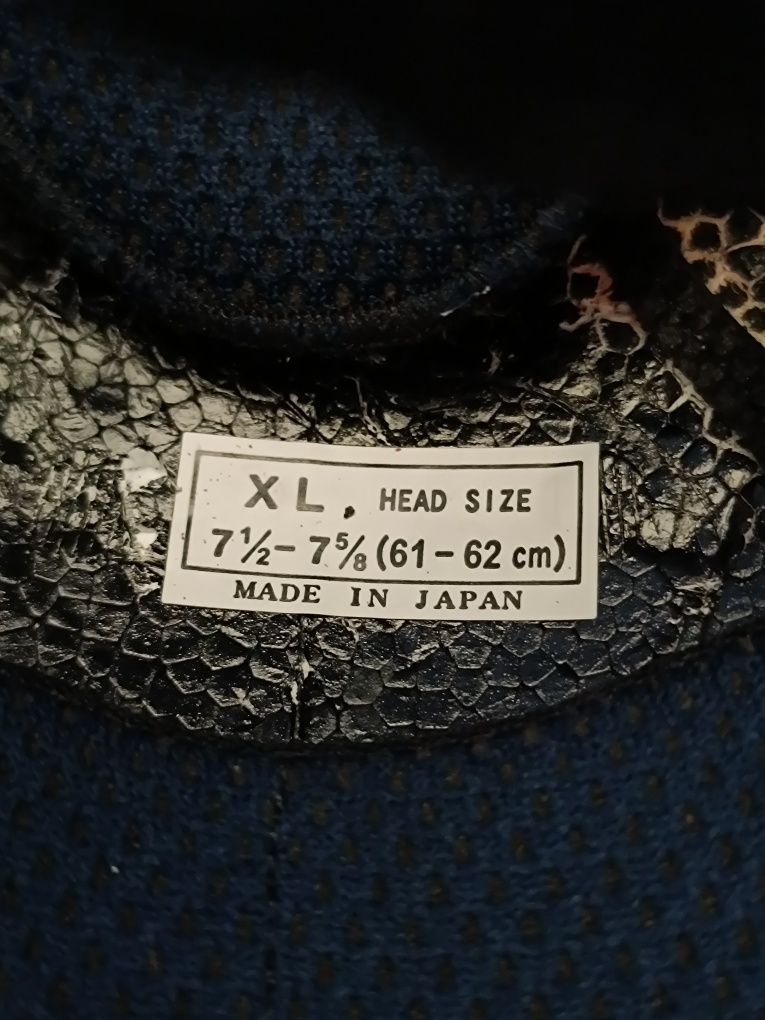 XL. HEAD SIZE
7½– 7⅝ (61 – 62 cm)
MADE IN JAPAN